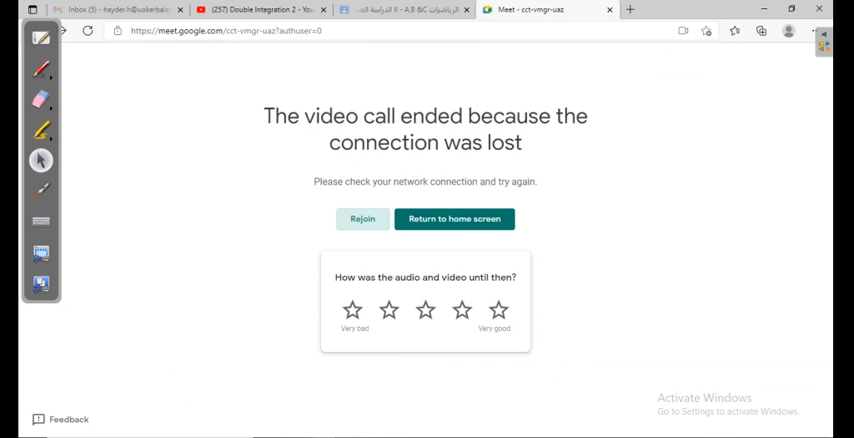 Inbox (5) - hayder.h@uokerbala
(257) Double Integration 2 - You
الرياضيات II - A,B &C الدراسة الص...
Meet - cct-vmgr-uaz
https://meet.google.com/cct-vmgr-uaz?authuser=0
The video call ended because the
connection was lost
Please check your network connection and try again.
Rejoin
Return to home screen
How was the audio and video until then?
Very bad
Very good
Feedback
Activate Windows
Go to Settings to activate Windows.